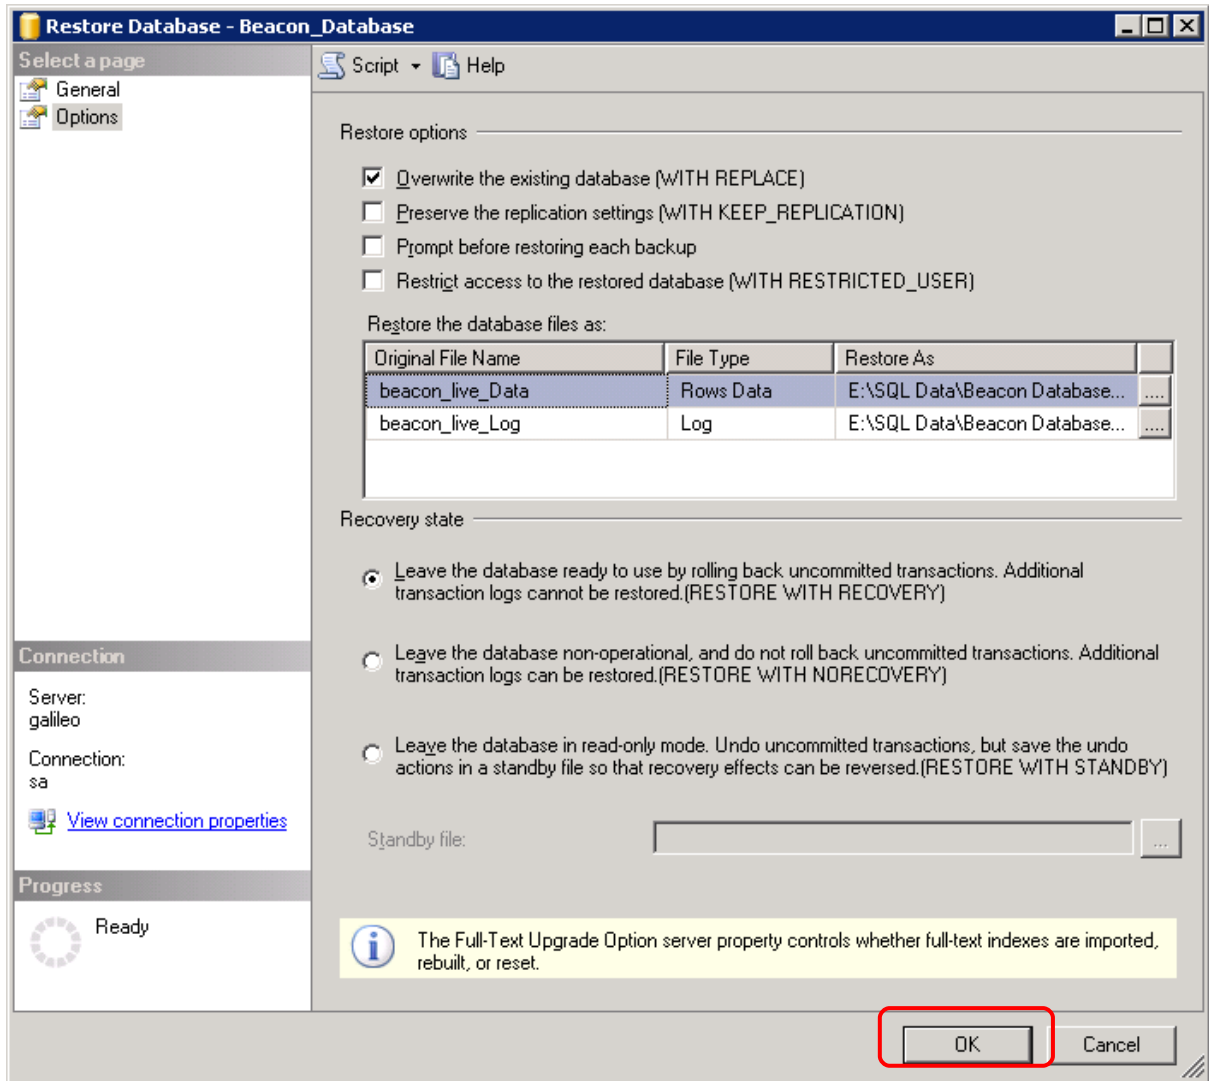 Restore Database - Beacon_Database
Select a page
General
Options
Script
Help
Restore options
Overwrite the existing database (WITH REPLACE)
Preserve the replication settings (WITH KEEP_REPLICATION)
Prompt before restoring each backup
Restrict access to the restored database (WITH RESTRICTED_USER)
Restore the database files as:
Original File Name File Type Restore As
beacon_live_Data Rows Data E:\SQL Data\Beacon Database... ....
beacon_live_Log Log E:\SQL Data\Beacon Database... ....
Recovery state
Leave the database ready to use by rolling back uncommitted transactions. Additional
transaction logs cannot be restored.(RESTORE WITH RECOVERY)
Leave the database non-operational, and do not roll back uncommitted transactions. Additional
transaction logs can be restored.(RESTORE WITH NORECOVERY)
Leave the database in read-only mode. Undo uncommitted transactions, but save the undo
actions in a standby file so that recovery effects can be reversed.(RESTORE WITH STANDBY)
Standby file: ...
Connection
Server:
galileo
Connection:
sa
View connection properties
Progress
Ready
The Full-Text Upgrade Option server property controls whether full-text indexes are imported,
rebuilt, or reset.
OK
Cancel